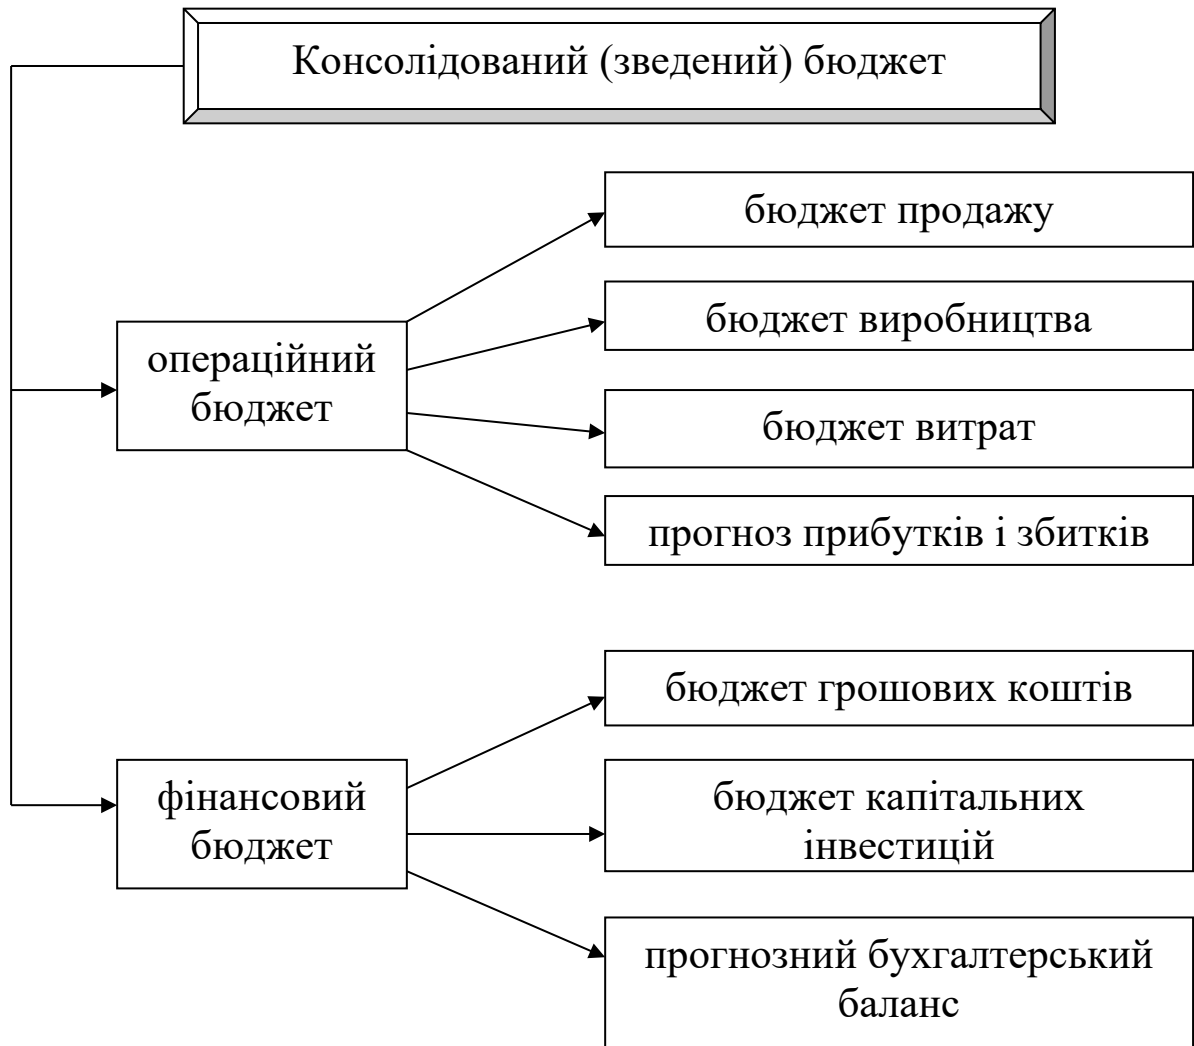 Консолідований (зведений) бюджет
бюджет продажу
бюджет виробництва
операційний
бюджет
бюджет витрат
прогноз прибутків і збитків
бюджет грошових коштів
фінансовий
бюджет
бюджет капітальних
інвестицій
прогнозний бухгалтерський
баланс